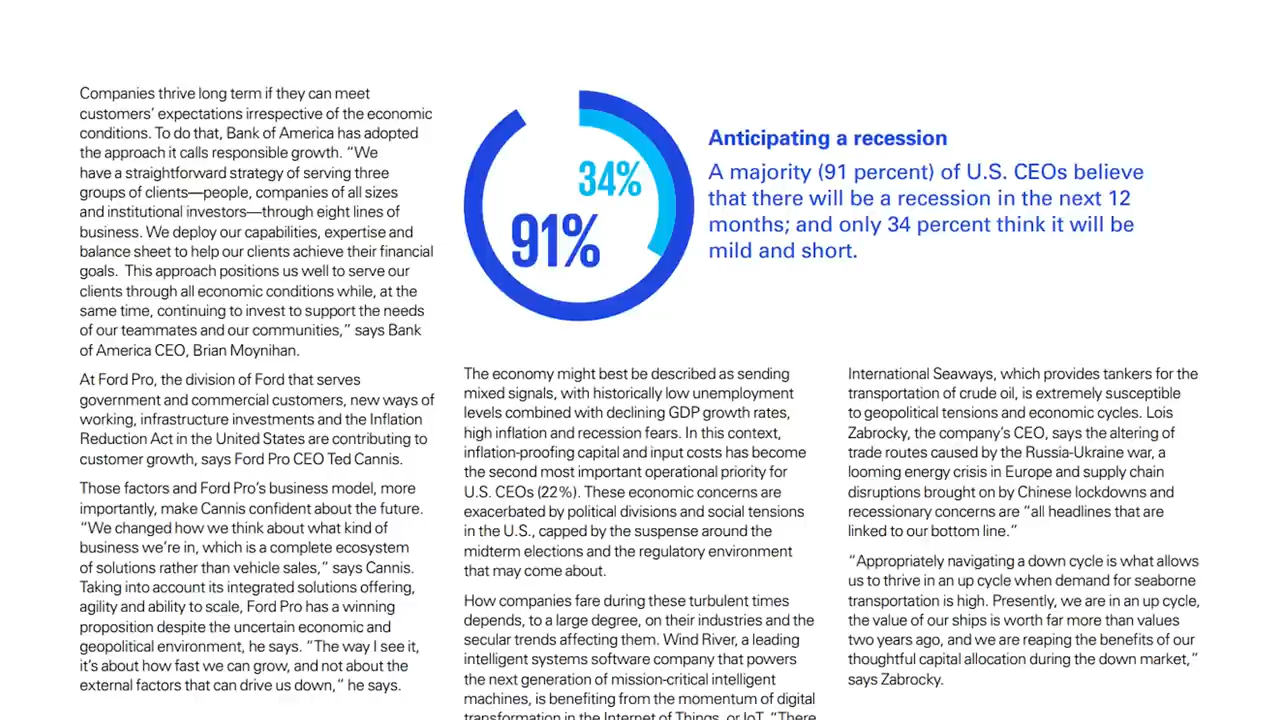 Companies thrive long term if they can meet
customers’ expectations irrespective of the economic
conditions. To do that, Bank of America has adopted
the approach it calls responsible growth. “We
have a straightforward strategy of serving three
groups of clients—people, companies of all sizes
and institutional investors—through eight lines of
business. We deploy our capabilities, expertise and
balance sheet to help our clients achieve their financial
goals.  This approach positions us well to serve our
clients through all economic conditions while, at the
same time, continuing to invest to support the needs
of our teammates and our communities,” says Bank
of America CEO, Brian Moynihan.
At Ford Pro, the division of Ford that serves
government and commercial customers, new ways of
working, infrastructure investments and the Inflation
Reduction Act in the United States are contributing to
customer growth, says Ford Pro CEO Ted Cannis.
Those factors and Ford Pro’s business model, more
importantly, make Cannis confident about the future.
“We changed how we think about what kind of
business we’re in, which is a complete ecosystem
of solutions rather than vehicle sales,” says Cannis.
Taking into account its integrated solutions offering,
agility and ability to scale, Ford Pro has a winning
proposition despite the uncertain economic and
geopolitical environment, he says. “The way I see it,
it’s about how fast we can grow, and not about the
external factors that can drive us down,” he says.
34%
91%
Anticipating a recession
A majority (91 percent) of U.S. CEOs believe
that there will be a recession in the next 12
months; and only 34 percent think it will be
mild and short.
The economy might best be described as sending
mixed signals, with historically low unemployment
levels combined with declining GDP growth rates,
high inflation and recession fears. In this context,
inflation-proofing capital and input costs has become
the second most important operational priority for
U.S. CEOs (22%). These economic concerns are
exacerbated by political divisions and social tensions
in the U.S., capped by the suspense around the
midterm elections and the regulatory environment
that may come about.
How companies fare during these turbulent times
depends, to a large degree, on their industries and the
secular trends affecting them. Wind River, a leading
intelligent systems software company that powers
the next generation of mission-critical intelligent
machines, is benefiting from the momentum of digital
transformation in the Internet of Things, or IoT. “There
International Seaways, which provides tankers for the
transportation of crude oil, is extremely susceptible
to geopolitical tensions and economic cycles. Lois
Zabrocky, the company’s CEO, says the altering of
trade routes caused by the Russia-Ukraine war, a
looming energy crisis in Europe and supply chain
disruptions brought on by Chinese lockdowns and
recessionary concerns are “all headlines that are
linked to our bottom line.”
“Appropriately navigating a down cycle is what allows
us to thrive in an up cycle when demand for seaborne
transportation is high. Presently, we are in an up cycle,
the value of our ships is worth far more than values
two years ago, and we are reaping the benefits of our
thoughtful capital allocation during the down market,”
says Zabrocky.